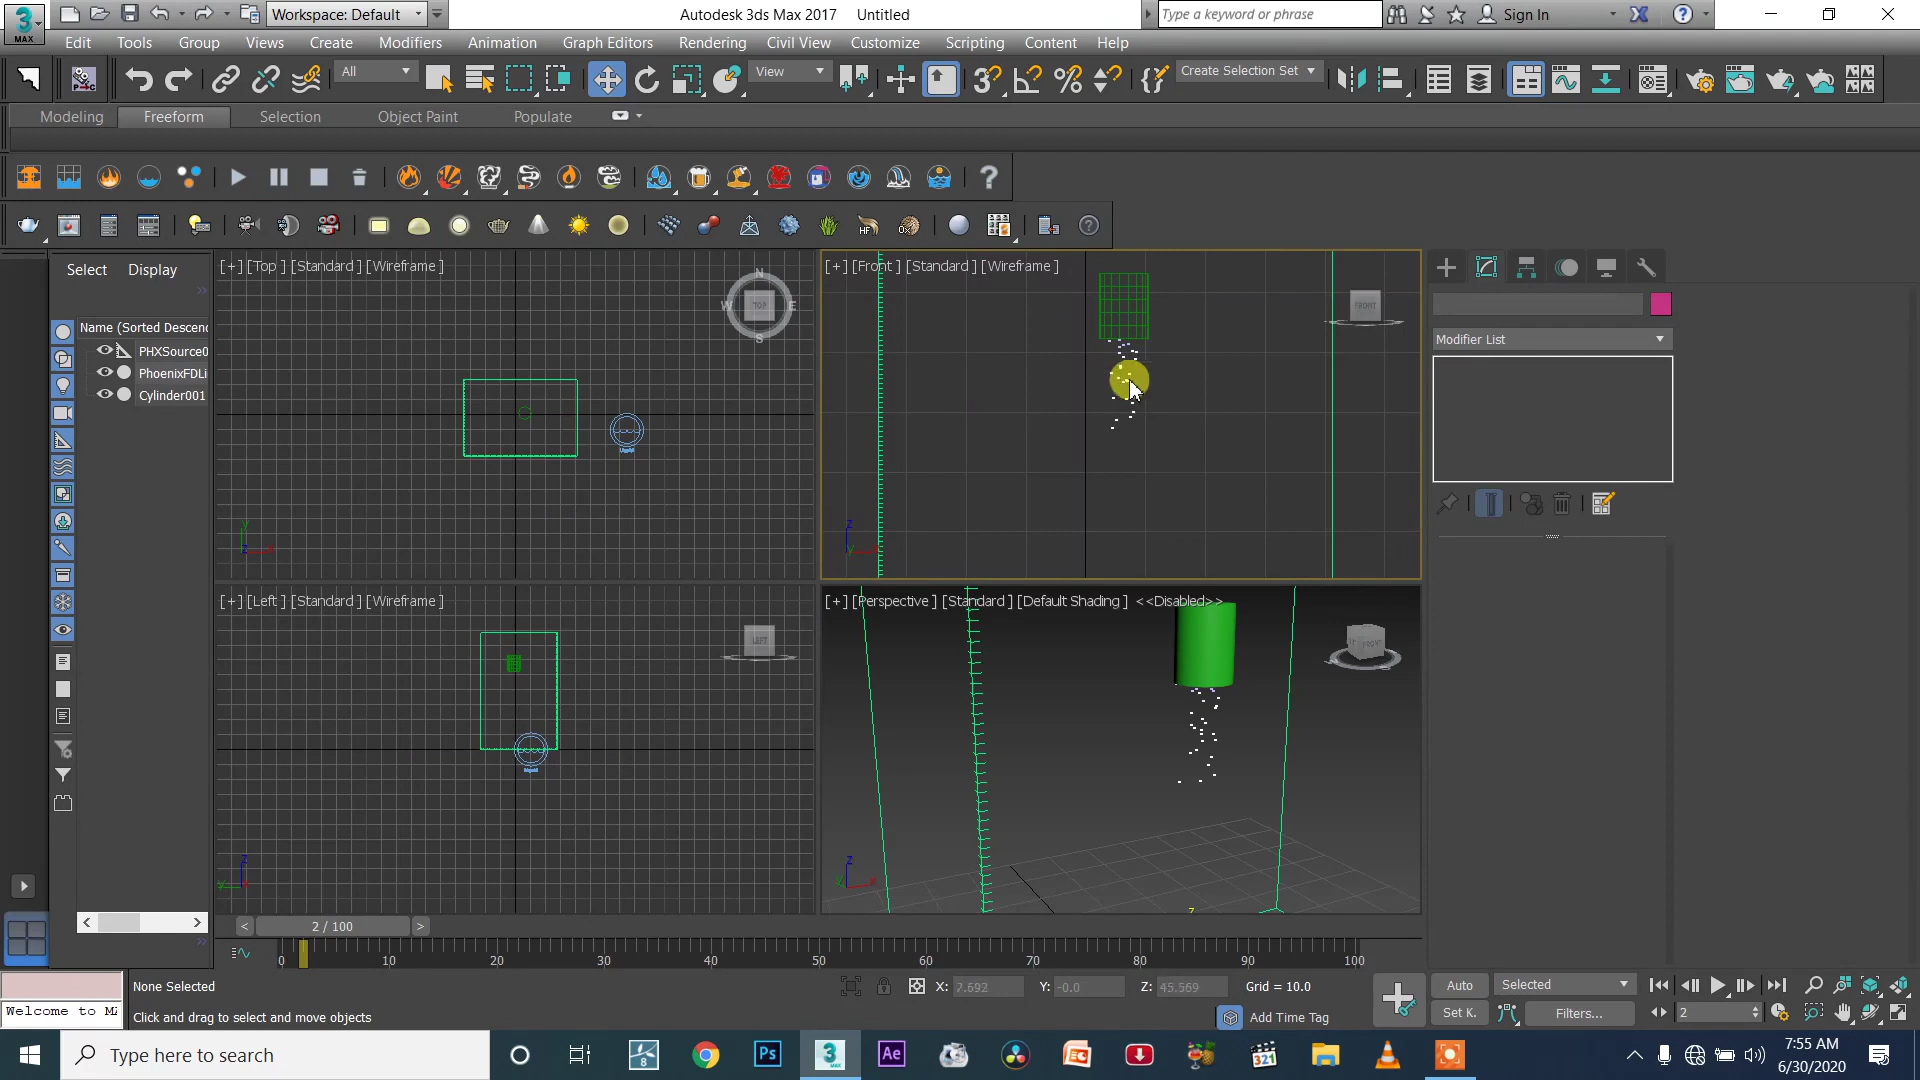 Workspace: Default
Autodesk 3ds Max 2017 Untitled
Type a keyword or phrase
Sign In
MAX
Edit Tools Group Views Create Modifiers Animation Graph Editors Rendering Civil View Customize Scripting Content Help
All
View
Create Selection Set
Modeling Freeform Selection Object Paint Populate
Select Display
Name (Sorted Descend
PHXSource0
PhoenixFDLi
Cylinder001
[+] [Top ] [Standard ] [Wireframe ]
N
W TOP E
S
[+] [Front ] [Standard ] [Wireframe ]
FRONT
Modifier List
[+] [Left ] [Standard ] [Wireframe ]
LEFT
[+] [Perspective ] [Standard ] [Default Shading ] <<Disabled>>
FRONT
< 2 / 100 >
0 10 20 30 40 50 60 70 80 90 100
None Selected
X: 7.692 Y: -0.0 Z: 45.569 Grid = 10.0
Auto Selected
Welcome to MA
Click and drag to select and move objects
Add Time Tag
Set K. Filters... 2
Type here to search
7:55 AM
6/30/2020